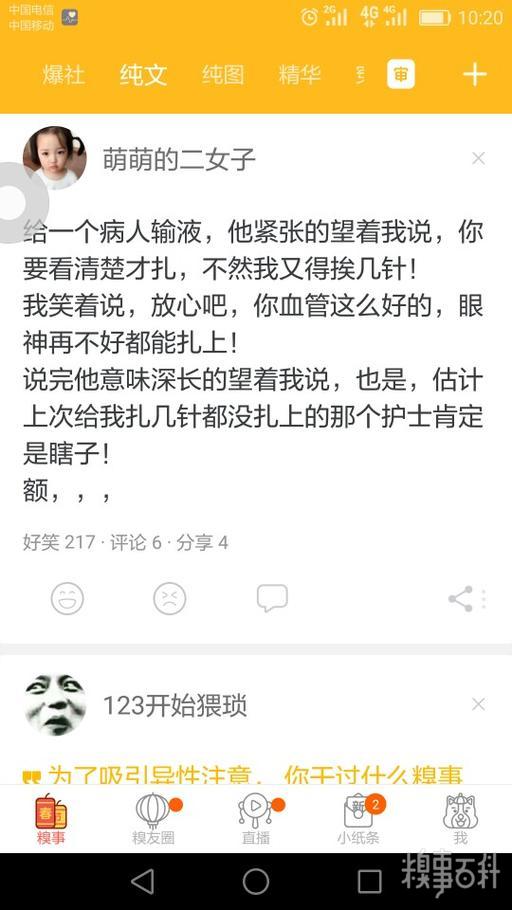 中国电信
中国移动
2G
4G
4G
10:20
爆社
纯文
纯图
精华
审
萌萌的二女子
给一个病人输液，他紧张的望着我说，你
要看清楚才扎，不然我又得挨几针！
我笑着说，放心吧，你血管这么好的，眼
神再不好都能扎上！
说完他意味深长的望着我说，也是，估计
上次给我扎几针都没扎上的那个护士肯定
是瞎子！
额，，，
好笑 217 · 评论 6 · 分享 4
123开始猥琐
为了吸引异性注意， 你干过什么糗事
春
新
2
糗事
糗友圈
直播
小纸条
我
糗事百科